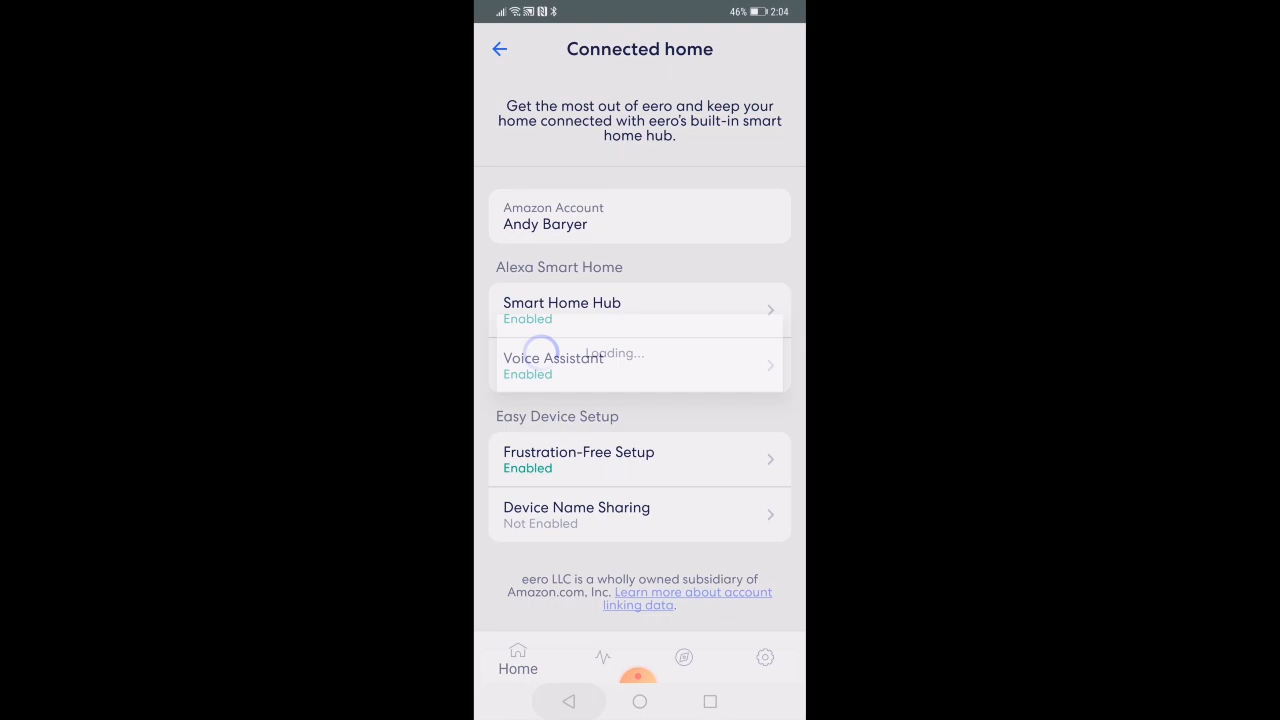 46% 2:04
Connected home
Get the most out of eero and keep your
home connected with eero's built-in smart
home hub.
Amazon Account
Andy Baryer
Alexa Smart Home
Smart Home Hub
Enabled
Loading...
Voice Assistant
Enabled
Easy Device Setup
Frustration-Free Setup
Enabled
Device Name Sharing
Not Enabled
eero LLC is a wholly owned subsidiary of
Amazon.com, Inc. Learn more about account
linking data.
Home